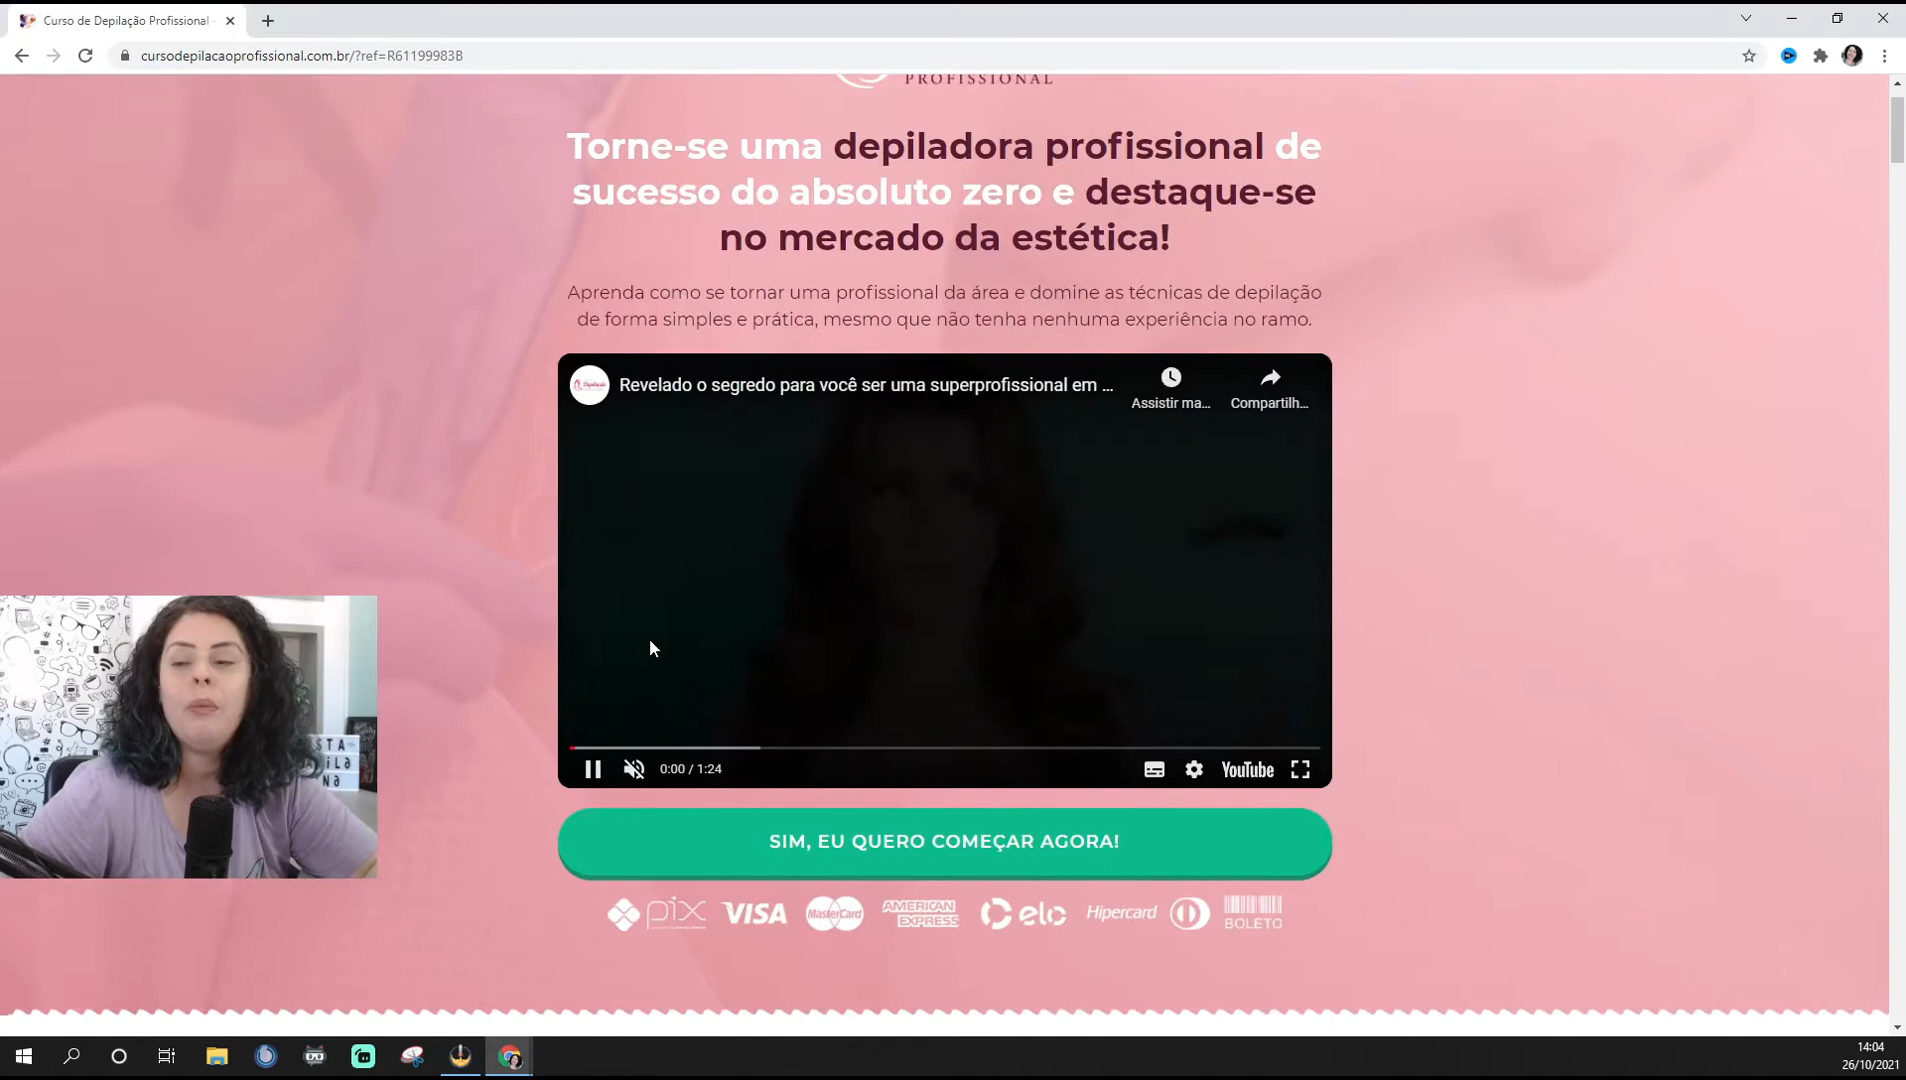 Curso de Depilação Profissional -
cursodepilacaoprofissional.com.br/?ref=R61199983B
PROFISSIONAL
Torne-se uma depiladora profissional de
sucesso do absoluto zero e destaque-se
no mercado da estética!
Aprenda como se tornar uma profissional da área e domine as técnicas de depilação
de forma simples e prática, mesmo que não tenha nenhuma experiência no ramo.
Revelado o segredo para você ser uma superprofissional em ...
Assistir ma...
Compartilh...
0:00 / 1:24
YouTube
SIM, EU QUERO COMEÇAR AGORA!
pix VISA MasterCard AMERICAN EXPRESS elo Hipercard BOLETO
14:04
26/10/2021